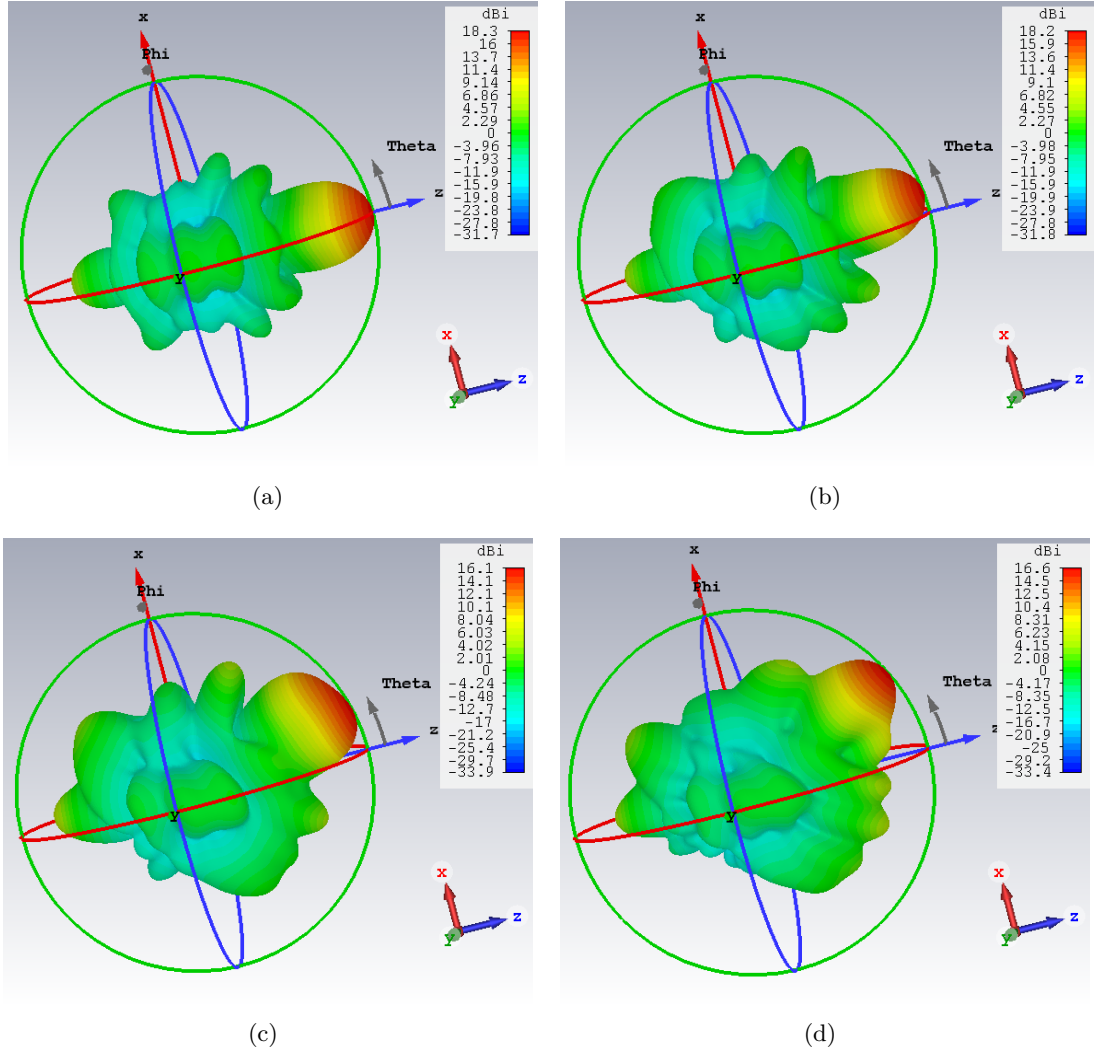 dBi
18.3
16
13.7
11.4
9.14
6.86
4.57
2.29
0
-3.96
-7.93
-11.9
-15.9
-19.8
-23.8
-27.7
-31.7
x
Phi
Theta
z
y
x
z
y
(a)
dBi
18.2
15.9
13.6
11.4
9.09
6.82
4.55
2.27
0
-3.98
-7.95
-11.9
-15.9
-19.9
-23.9
-27.8
-31.8
x
Phi
Theta
z
y
x
z
y
(b)
dBi
16.1
14.1
12.1
10.1
8.04
6.03
4.02
2.01
0
-4.24
-8.48
-12.7
-17
-21.2
-25.4
-29.7
-33.9
x
Phi
Theta
z
y
x
z
y
(c)
dBi
16.6
14.5
12.5
10.4
8.31
6.23
4.15
2.08
0
-4.17
-8.35
-12.5
-16.7
-20.9
-25
-29.2
-33.4
x
Phi
Theta
z
y
x
z
y
(d)